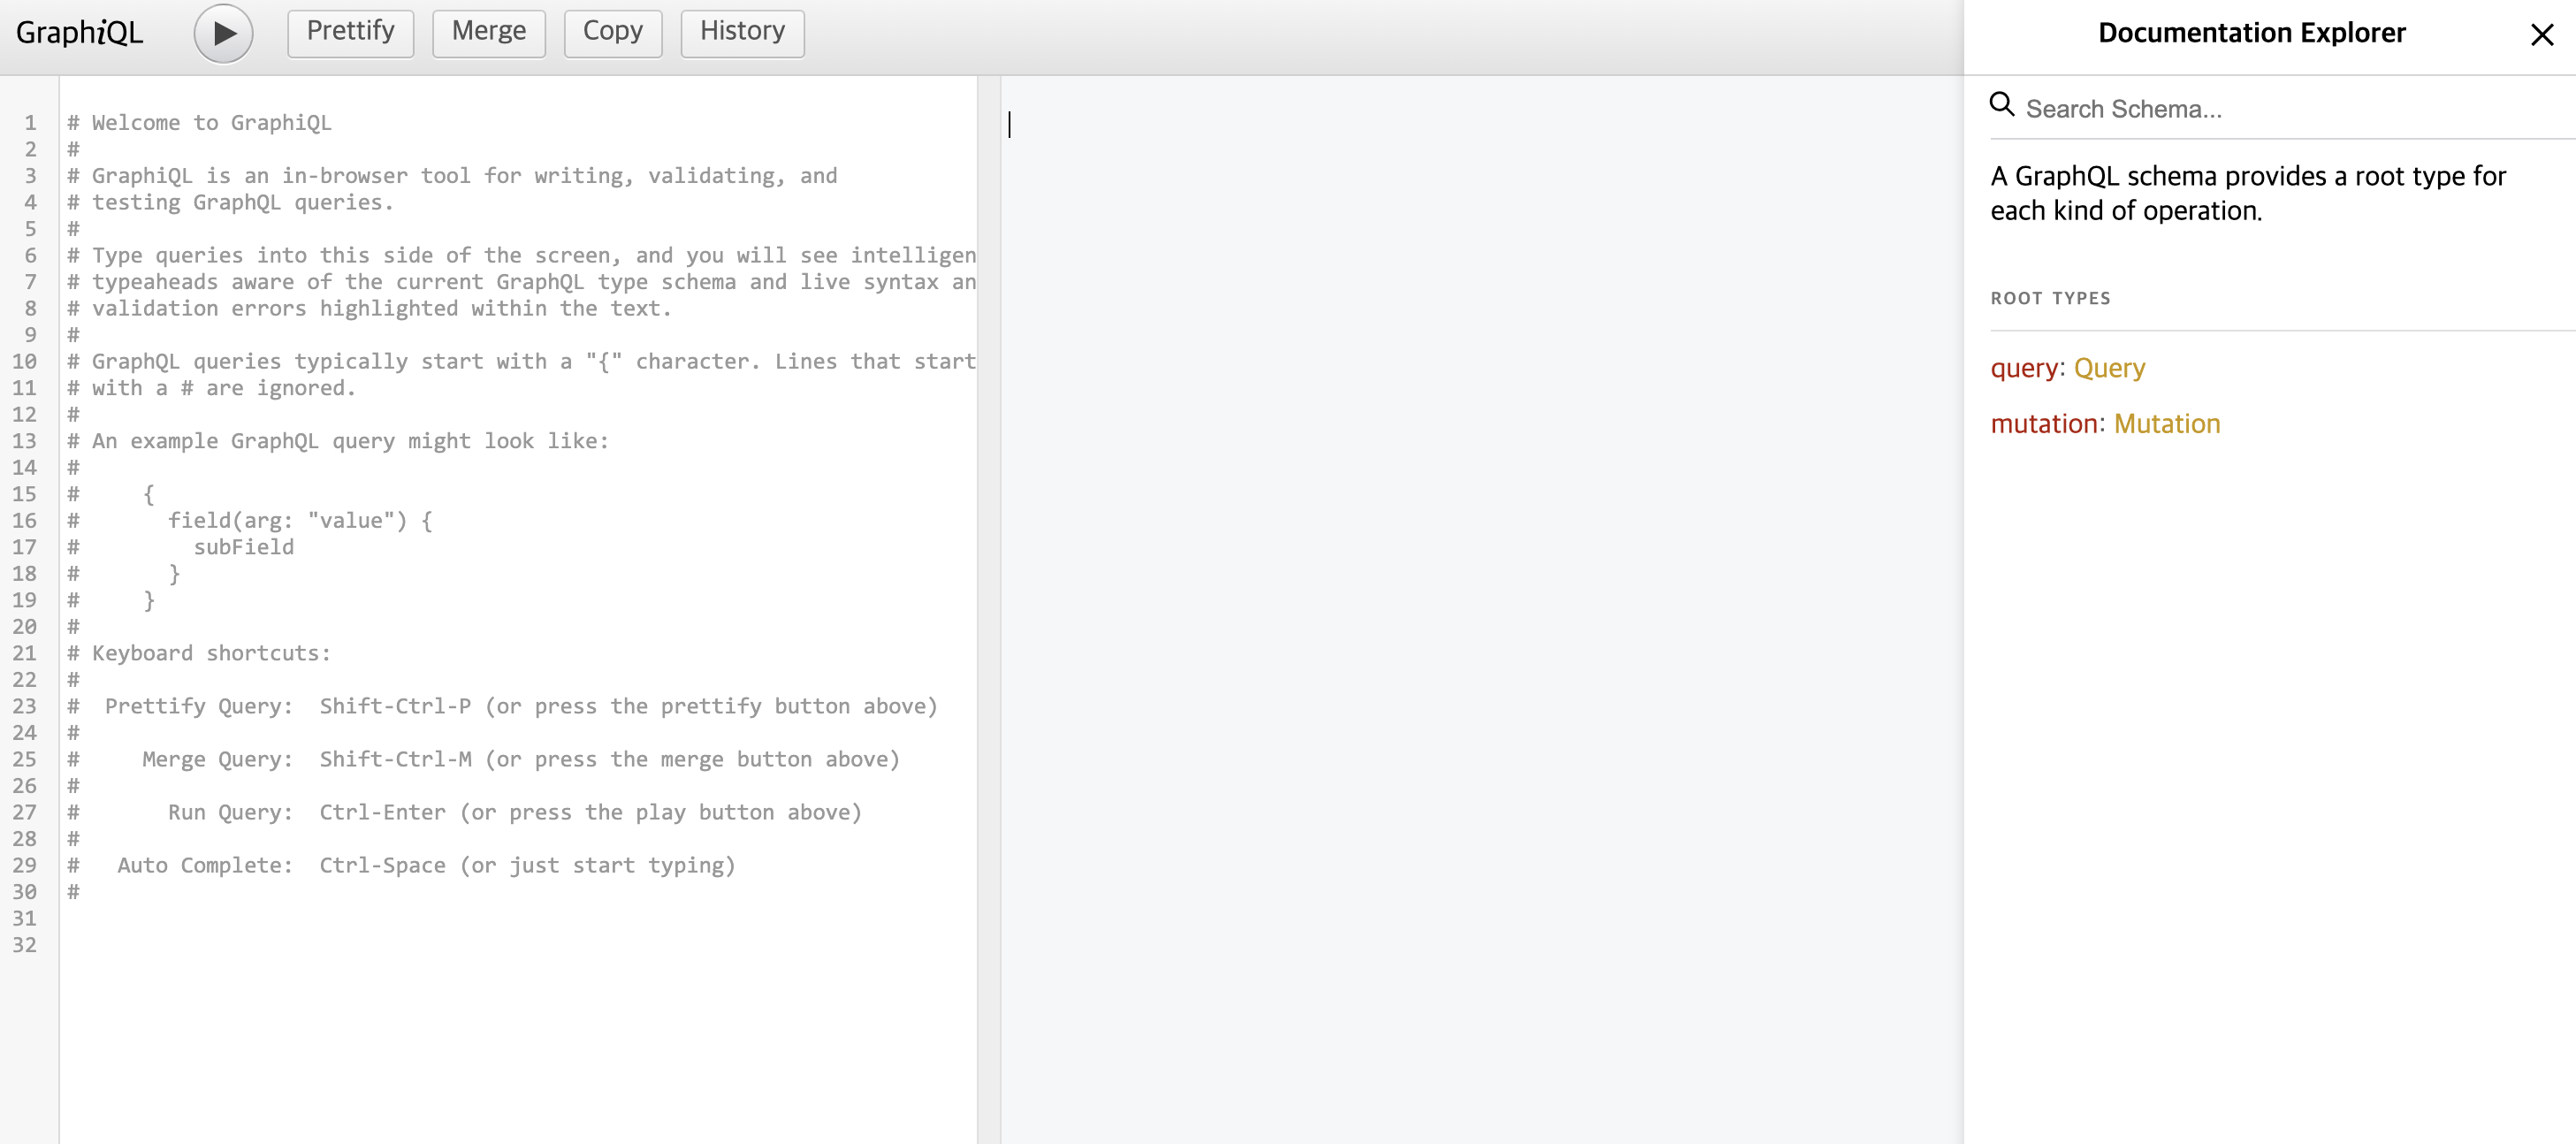 GraphiQL
Prettify
Merge
Copy
History
1 # Welcome to GraphiQL
2 #
3 # GraphiQL is an in-browser tool for writing, validating, and
4 # testing GraphQL queries.
5 #
6 # Type queries into this side of the screen, and you will see intelligen
7 # typeaheads aware of the current GraphQL type schema and live syntax an
8 # validation errors highlighted within the text.
9 #
10 # GraphQL queries typically start with a "{" character. Lines that start
11 # with a # are ignored.
12 #
13 # An example GraphQL query might look like:
14 #
15 #     {
16 #       field(arg: "value") {
17 #         subField
18 #       }
19 #     }
20 #
21 # Keyboard shortcuts:
22 #
23 #  Prettify Query:  Shift-Ctrl-P (or press the prettify button above)
24 #
25 #     Merge Query:  Shift-Ctrl-M (or press the merge button above)
26 #
27 #       Run Query:  Ctrl-Enter (or press the play button above)
28 #
29 #   Auto Complete:  Ctrl-Space (or just start typing)
30 #
31
32
Documentation Explorer
Search Schema...
A GraphQL schema provides a root type for
each kind of operation.
ROOT TYPES
query: Query
mutation: Mutation